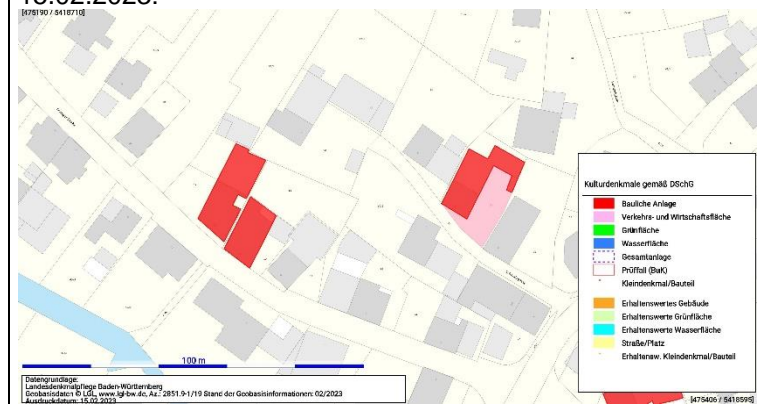 15.02.2023.
[475190 / 5418710]
Kulturdenkmale gemäß DSchG
Bauliche Anlage
Verkehrs- und Wirtschaftsfläche
Grünfläche
Wasserfläche
Gesamtanlage
Prüffall (BuK)
Kleindenkmal/Bauteil
Erhaltenswertes Gebäude
Erhaltenswerte Grünfläche
Erhaltenswerte Wasserfläche
Straße/Platz
Erhaltensw. Kleindenkmal/Bauteil
100 m
Datengrundlage:
Landesdenkmalpflege Baden-Württemberg
Geobasisdaten © LGL, www.lgl-bw.de, Az.: 2851.9-1/19 Stand der Geobasisinformationen: 02/2023
Ausdruckdatum: 15.02.2023
[475406 / 5418595]